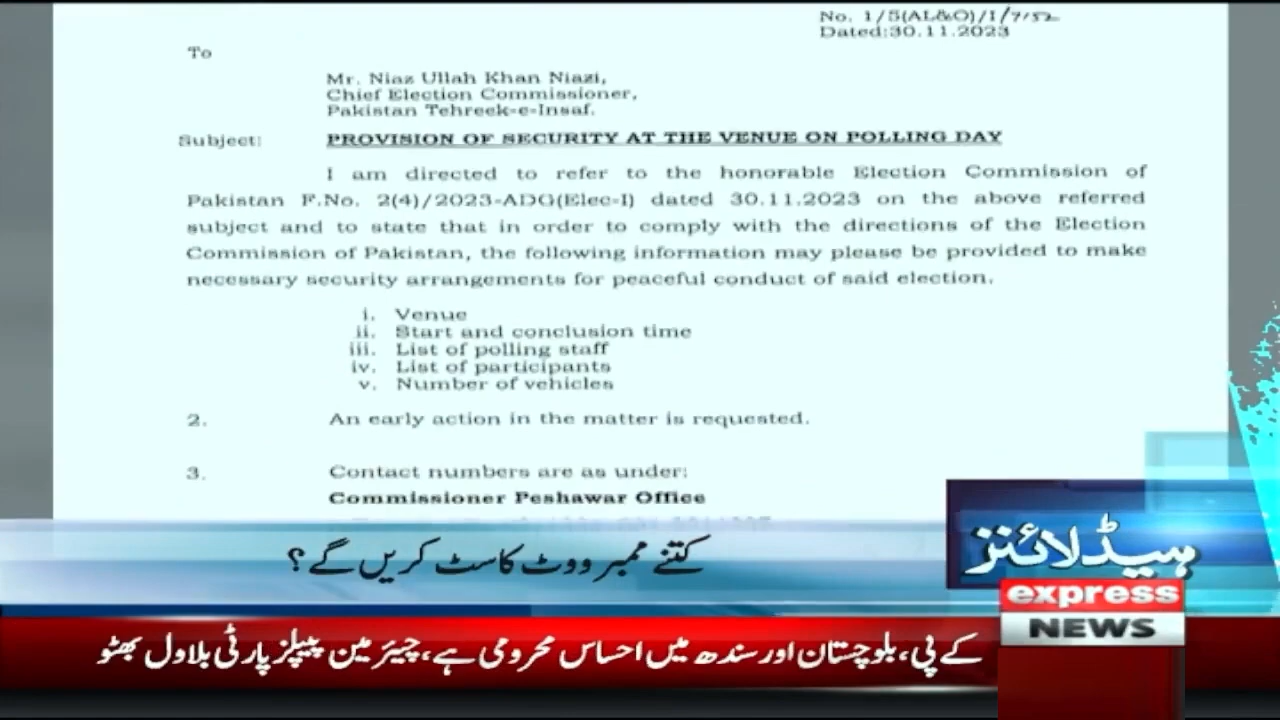 No. 1/5(AL&O)/I/7152
Dated:30.11.2023
To
Mr. Niaz Ullah Khan Niazi,
Chief Election Commissioner,
Pakistan Tehreek-e-Insaf.
Subject: PROVISION OF SECURITY AT THE VENUE ON POLLING DAY
I am directed to refer to the honorable Election Commission of
Pakistan F.No. 2(4)/2023-ADG(Elec-I) dated 30.11.2023 on the above referred
subject and to state that in order to comply with the directions of the Election
Commission of Pakistan, the following information may please be provided to make
necessary security arrangements for peaceful conduct of said election.
i. Venue
ii. Start and conclusion time
iii. List of polling staff
iv. List of participants
v. Number of vehicles
2. An early action in the matter is requested.
3. Contact numbers are as under:
Commissioner Peshawar Office
کتنے ممبر ووٹ کاسٹ کریں گے؟
ہیڈلائنز
express
NEWS
کے پی، بلوچستان اور سندھ میں احساس محرومی ہے، چیئرمین پیپلز پارٹی بلاول بھٹو